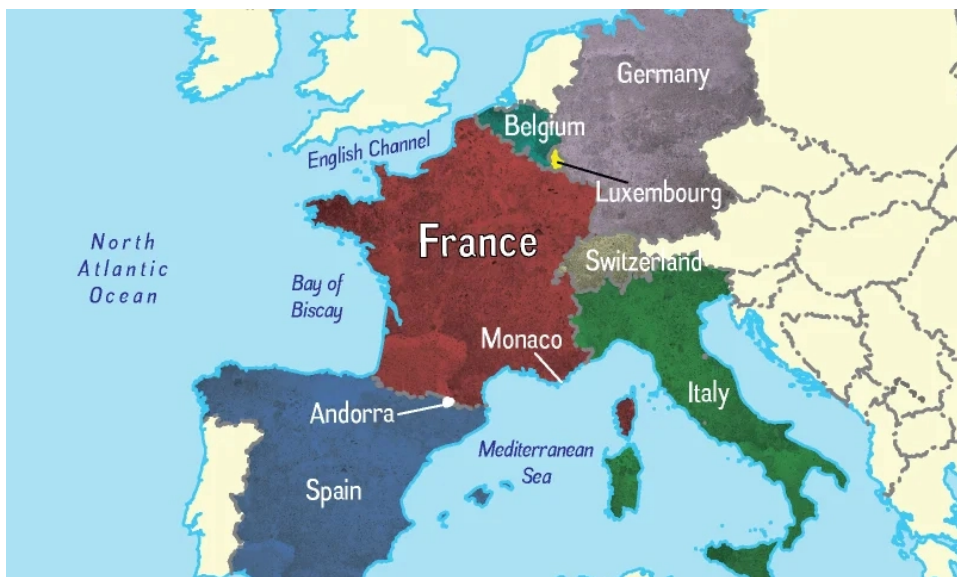 Germany
Belgium
English Channel
Luxembourg
France
North
Atlantic
Ocean
Switzerland
Bay of
Biscay
Monaco
Italy
Andorra
Mediterranean
Sea
Spain